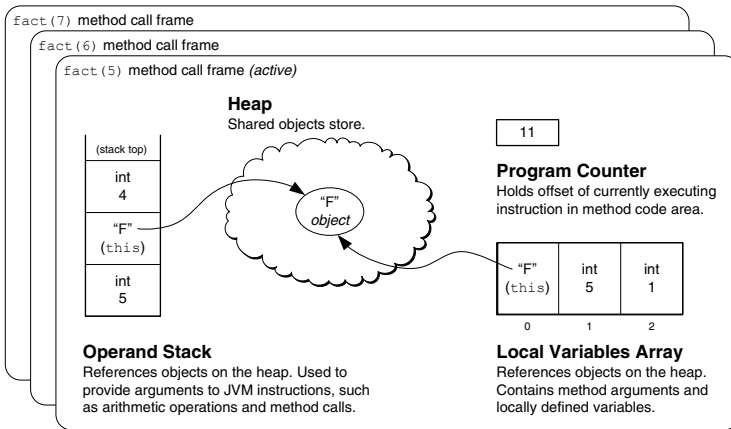 fact(7) method call frame
fact(6) method call frame
fact(5) method call frame (active)
Heap
Shared objects store.
(stack top)
int
4
"F"
(this)
int
5
"F"
object
11
Program Counter
Holds offset of currently executing
instruction in method code area.
"F"
(this)
int
5
int
1
0
1
2
Operand Stack
References objects on the heap. Used to
provide arguments to JVM instructions, such
as arithmetic operations and method calls.
Local Variables Array
References objects on the heap.
Contains method arguments and
locally defined variables.